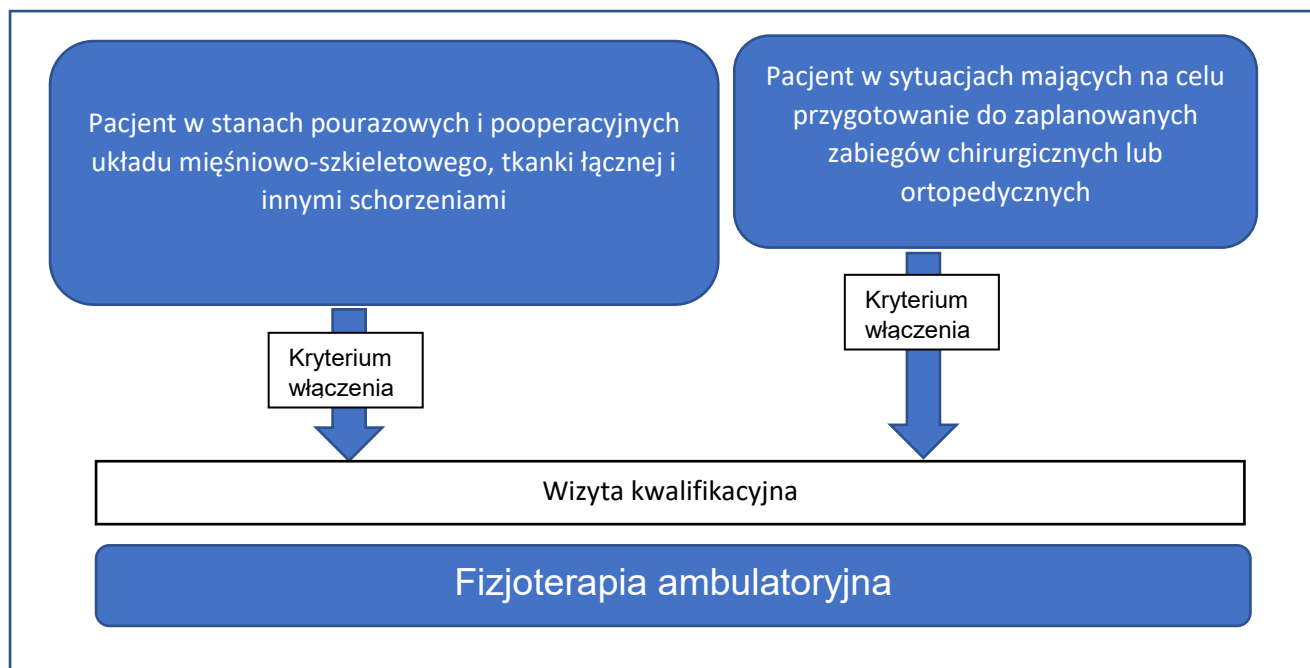 Pacjent w stanach pourazowych i pooperacyjnych
układu mięśniowo-szkieletowego, tkanki łącznej i
innymi schorzeniami
Pacjent w sytuacjach mających na celu
przygotowanie do zaplanowanych
zabiegów chirurgicznych lub
ortopedycznych
Kryterium
włączenia
Kryterium
włączenia
Wizyta kwalifikacyjna
Fizjoterapia ambulatoryjna